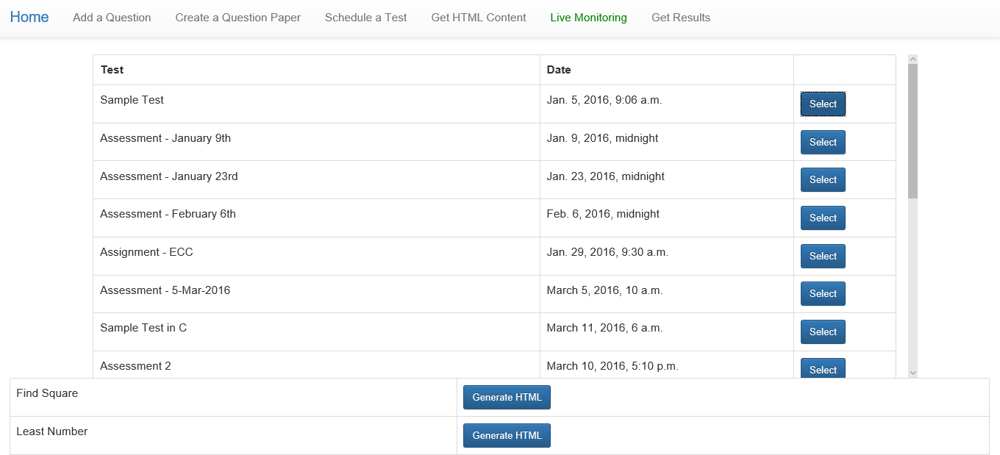 Home Add a Question Create a Question Paper Schedule a Test Get HTML Content Live Monitoring Get Results
Test Date
Sample Test Jan. 5, 2016, 9:06 a.m. Select
Assessment - January 9th Jan. 9, 2016, midnight Select
Assessment - January 23rd Jan. 23, 2016, midnight Select
Assessment - February 6th Feb. 6, 2016, midnight Select
Assignment - ECC Jan. 29, 2016, 9:30 a.m. Select
Assessment - 5-Mar-2016 March 5, 2016, 10 a.m. Select
Sample Test in C March 11, 2016, 6 a.m. Select
Assessment 2 March 10, 2016, 5:10 p.m. Select
Find Square Generate HTML
Least Number Generate HTML